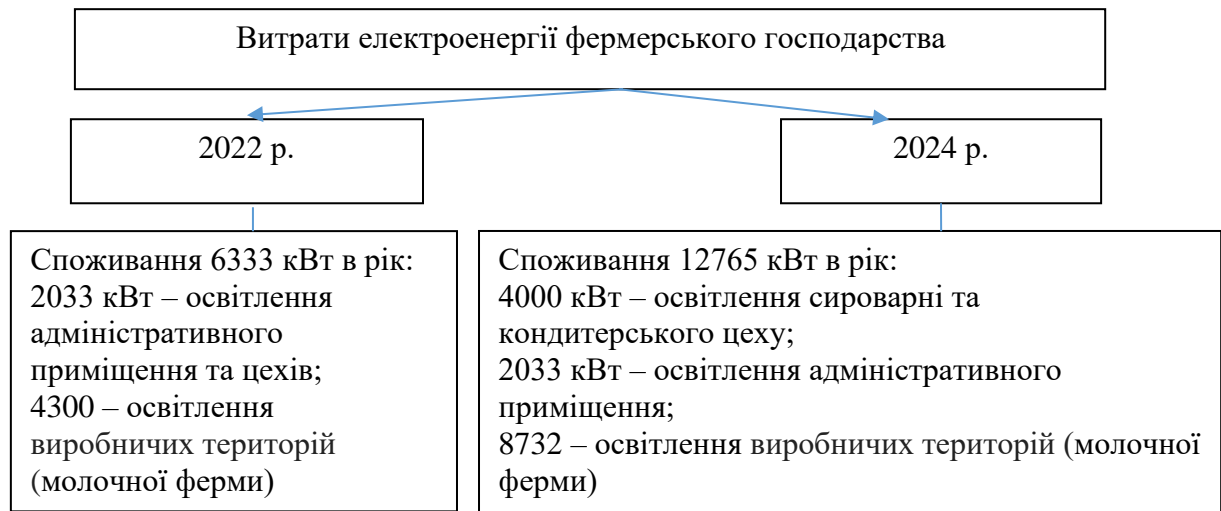 Витрати електроенергії фермерського господарства
2022 р.
2024 р.
Споживання 6333 кВт в рік:
2033 кВт – освітлення
адміністративного
приміщення та цехів;
4300 – освітлення
виробничих територій
(молочної ферми)
Споживання 12765 кВт в рік:
4000 кВт – освітлення сироварні та
кондитерського цеху;
2033 кВт – освітлення адміністративного
приміщення;
8732 – освітлення виробничих територій (молочної
ферми)